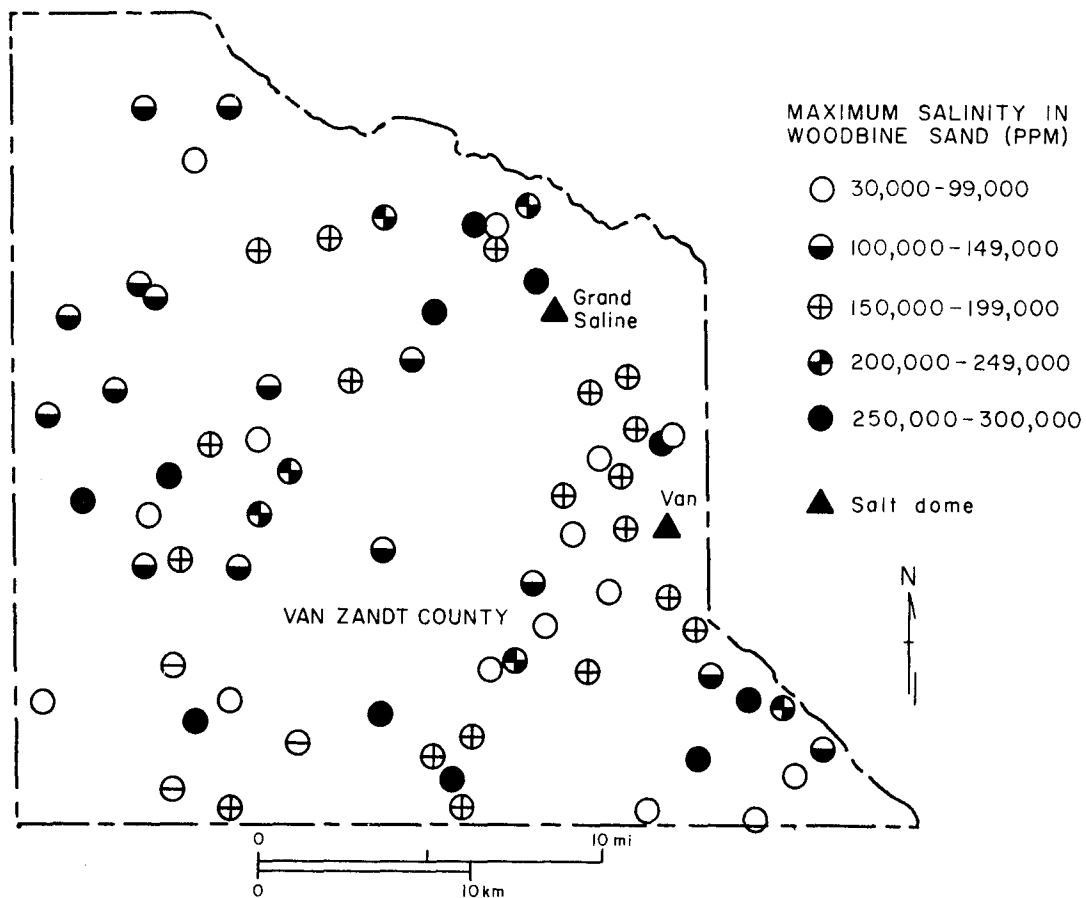 MAXIMUM SALINITY IN
WOODBINE SAND (PPM)
30,000-99,000
100,000-149,000
150,000-199,000
200,000-249,000
250,000-300,000
Salt dome
Grand
Saline
Van
N
VAN ZANDT COUNTY
0 10 mi
0 10 km